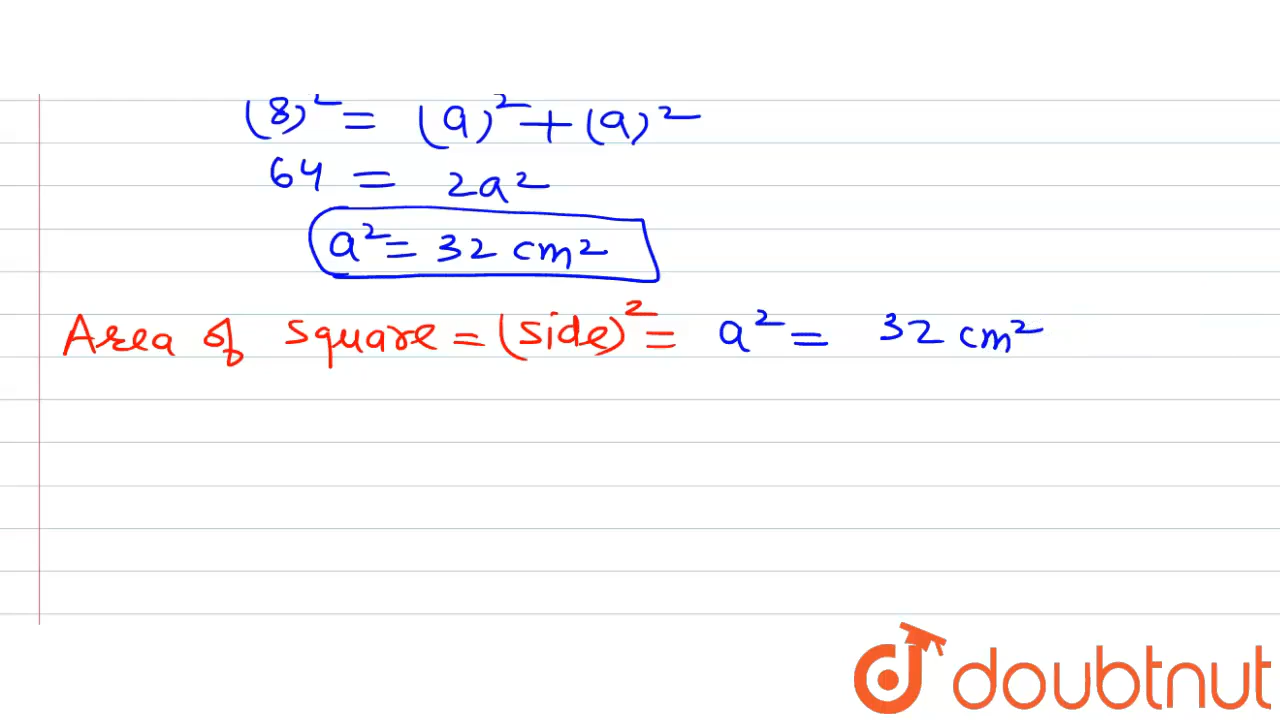 (8)² = (a)² + (a)²
64 = 2a²
a² = 32 cm²
Area of square = (side)² = a² = 32 cm²
doubtnut